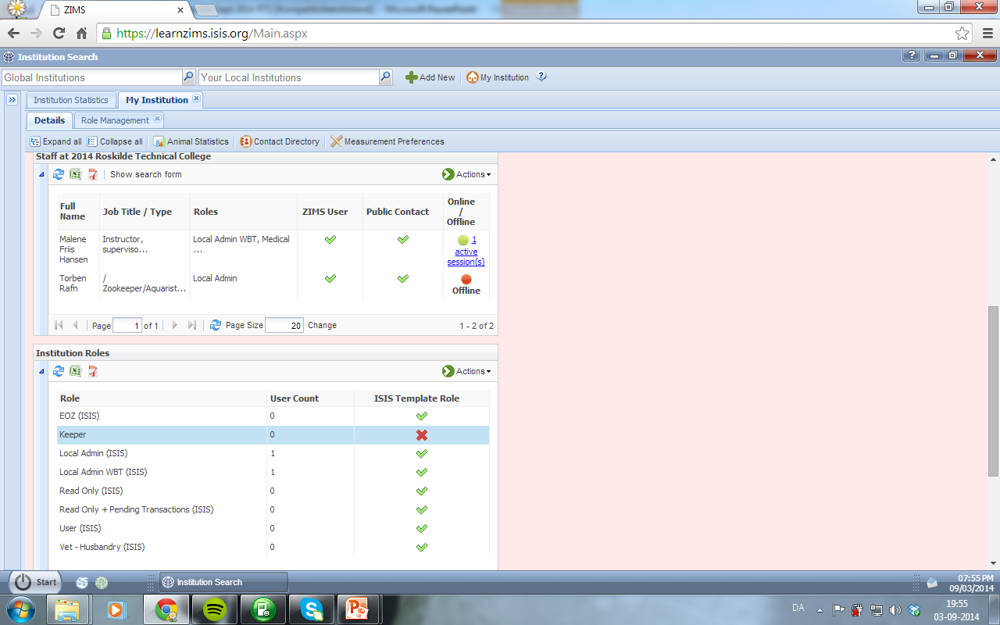 ZIMS
Microsoft PowerPoint
https://learnzims.isis.org/Main.aspx
Institution Search
Global Institutions
Your Local Institutions
Add New
My Institution
Institution Statistics
My Institution
Details
Role Management
Expand all
Collapse all
Animal Statistics
Contact Directory
Measurement Preferences
Staff at 2014 Roskilde Technical College
Show search form
Actions
Full Name
Job Title / Type
Roles
ZIMS User
Public Contact
Online / Offline
Malene Friis Hansen
Instructor, superviso...
Local Admin WBT, Medical ...
1 active session(s)
Torben Rafn
/ Zookeeper/Aquarist...
Local Admin
Offline
Page 1 of 1
Page Size 20 Change
1 - 2 of 2
Institution Roles
Actions
Role User Count ISIS Template Role
EOZ (ISIS) 0
Keeper 0
Local Admin (ISIS) 1
Local Admin WBT (ISIS) 1
Read Only (ISIS) 0
Read Only + Pending Transactions (ISIS) 0
User (ISIS) 0
Vet - Husbandry (ISIS) 0
Start
Institution Search
07:55 PM
09/03/2014
DA
19:55
03-09-2014